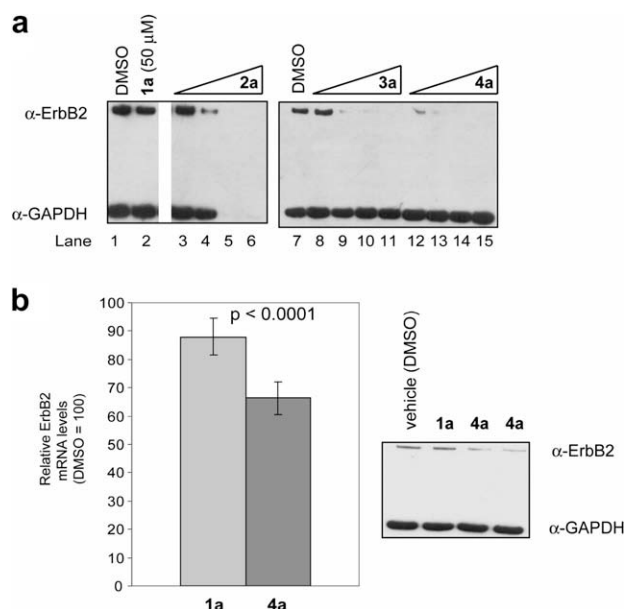 a
DMSO
1a (50 μM)
2a
DMSO
3a
4a
α-ErbB2
α-GAPDH
Lane 1 2 3 4 5 6 7 8 9 10 11 12 13 14 15
b
p < 0.0001
Relative ErbB2
mRNA levels
(DMSO = 100)
100
90
80
70
60
50
40
30
20
10
0
1a 4a
vehicle (DMSO)
1a 4a 4a
α-ErbB2
α-GAPDH